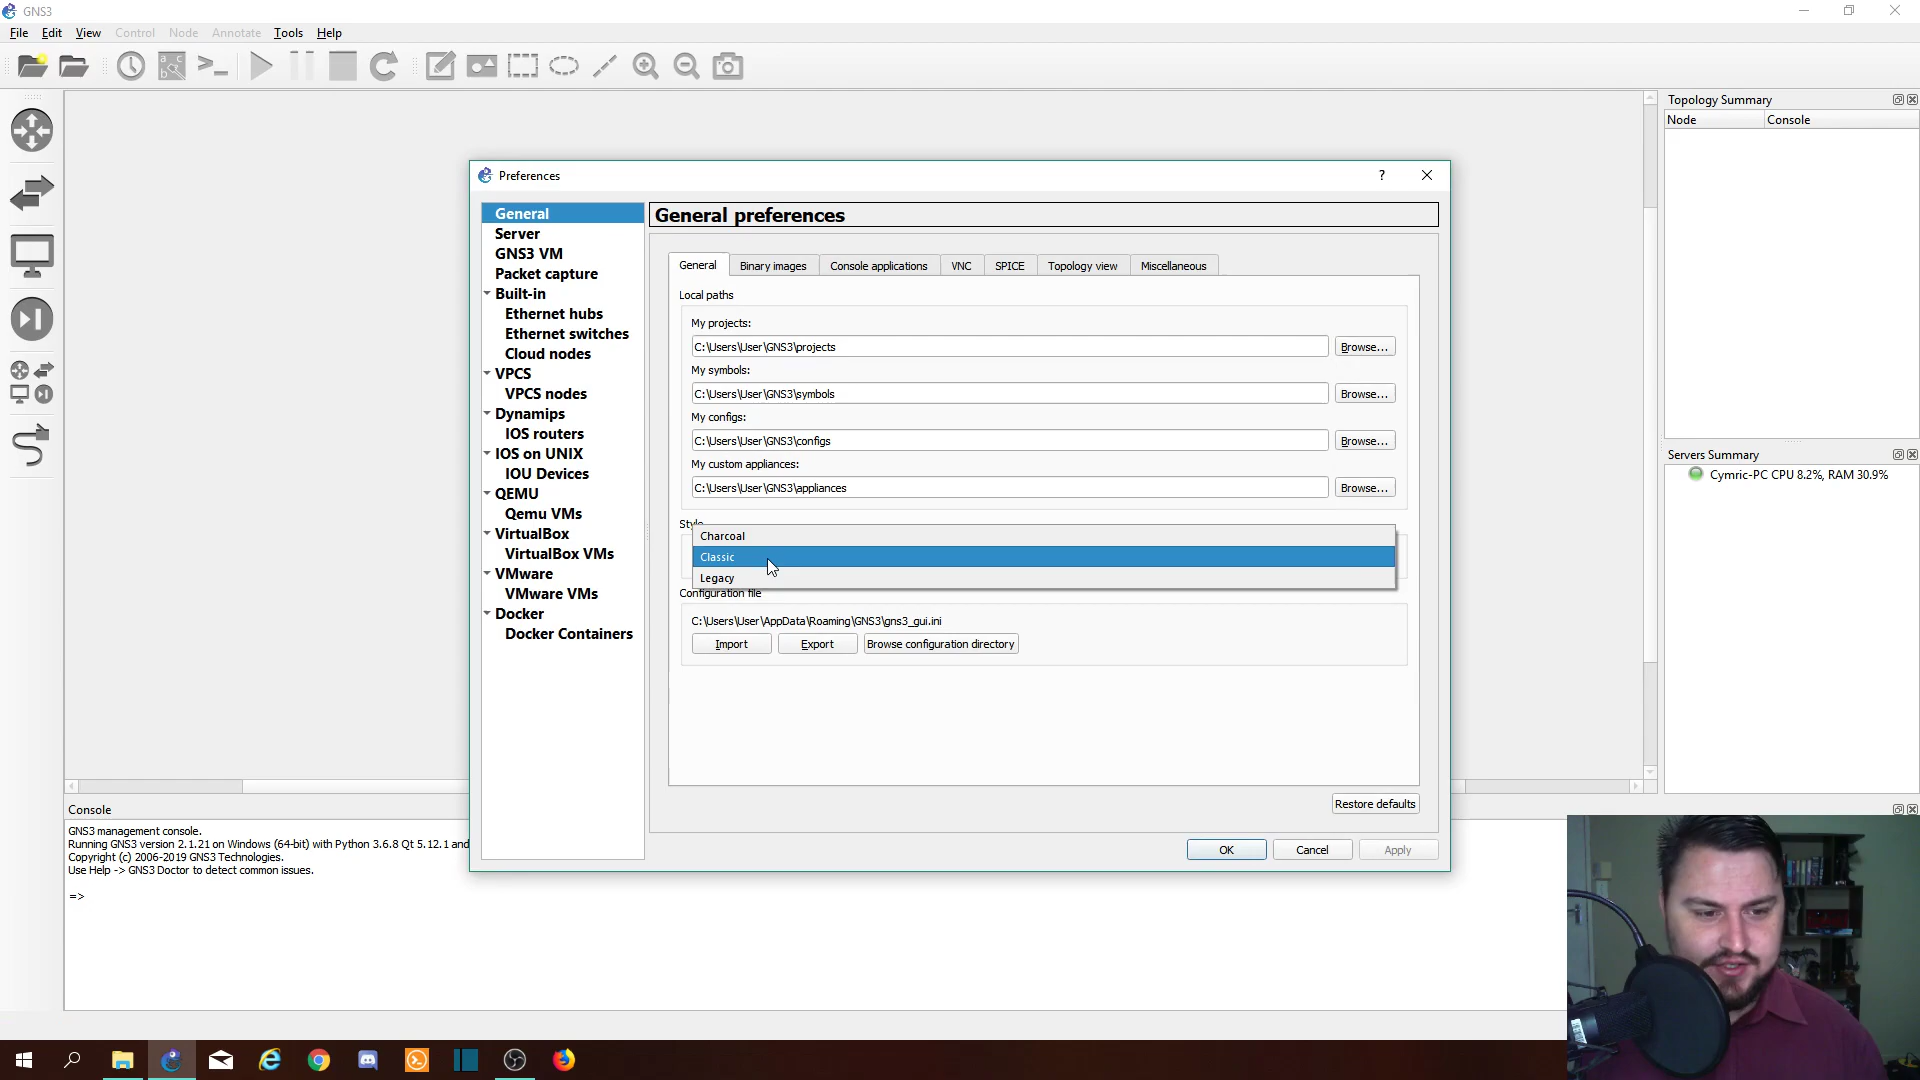 GNS3
File Edit View Control Node Annotate Tools Help
Topology Summary
Node Console
Servers Summary
Cymric-PC CPU 8.2%, RAM 30.9%
Preferences
?
General
Server
GNS3 VM
Packet capture
Built-in
Ethernet hubs
Ethernet switches
Cloud nodes
VPCS
VPCS nodes
Dynamips
IOS routers
IOS on UNIX
IOU Devices
QEMU
Qemu VMs
VirtualBox
VirtualBox VMs
VMware
VMware VMs
Docker
Docker Containers
General preferences
General Binary images Console applications VNC SPICE Topology view Miscellaneous
Local paths
My projects:
C:\Users\User\GNS3\projects Browse...
My symbols:
C:\Users\User\GNS3\symbols Browse...
My configs:
C:\Users\User\GNS3\configs Browse...
My custom appliances:
C:\Users\User\GNS3\appliances Browse...
Style
Charcoal
Classic
Legacy
Configuration file
C:\Users\User\AppData\Roaming\GNS3\gns3_gui.ini
Import Export Browse configuration directory
Restore defaults
OK Cancel Apply
Console
GNS3 management console.
Running GNS3 version 2.1.21 on Windows (64-bit) with Python 3.6.8 Qt 5.12.1 and
Copyright (c) 2006-2019 GNS3 Technologies.
Use Help -> GNS3 Doctor to detect common issues.
=>